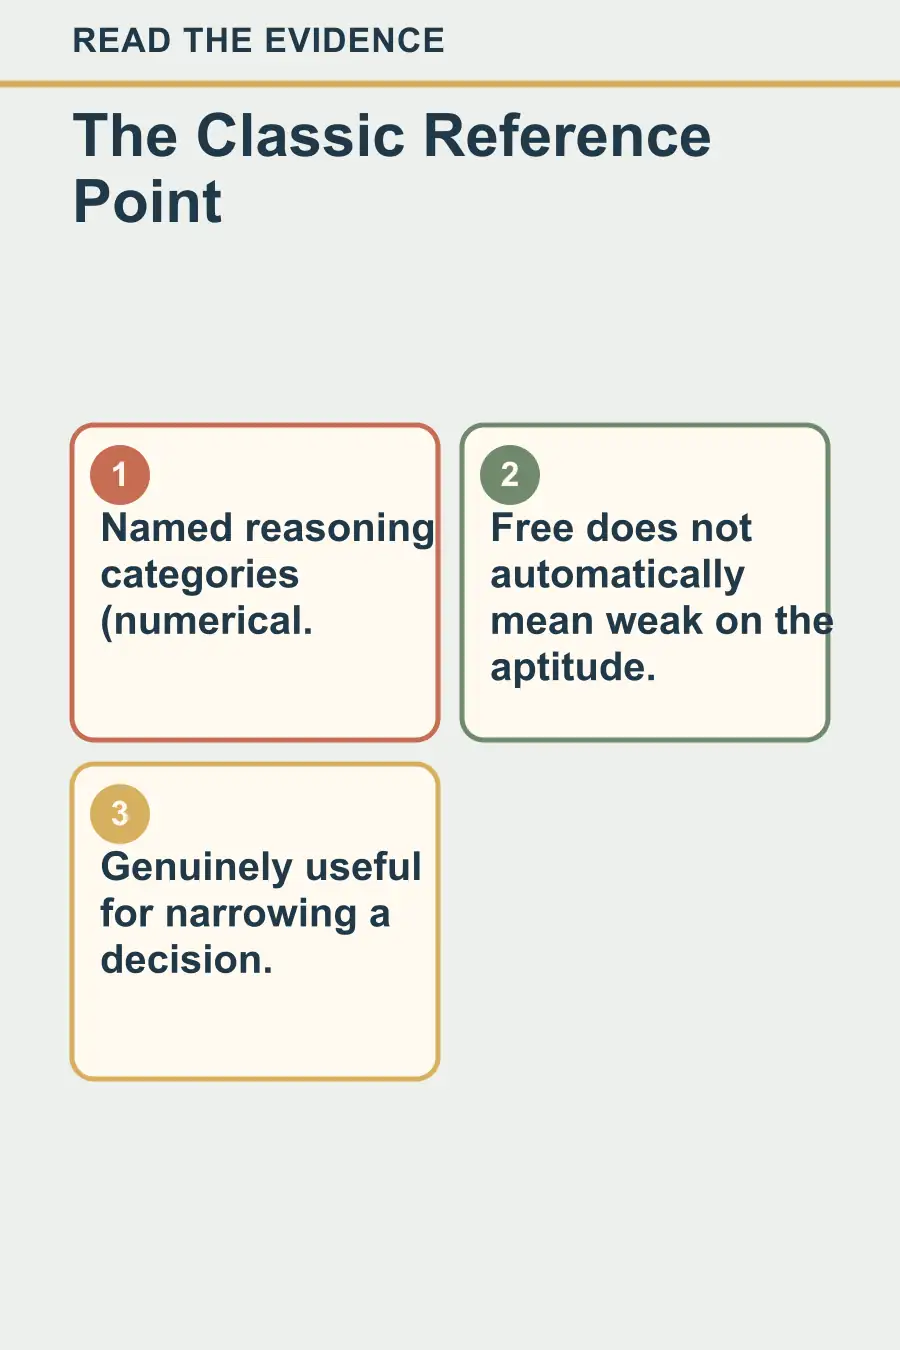 READ THE EVIDENCE
The Classic Reference
Point
1
Named reasoning
categories
(numerical.
2
Free does not
automatically
mean weak on the
aptitude.
3
Genuinely useful
for narrowing a
decision.